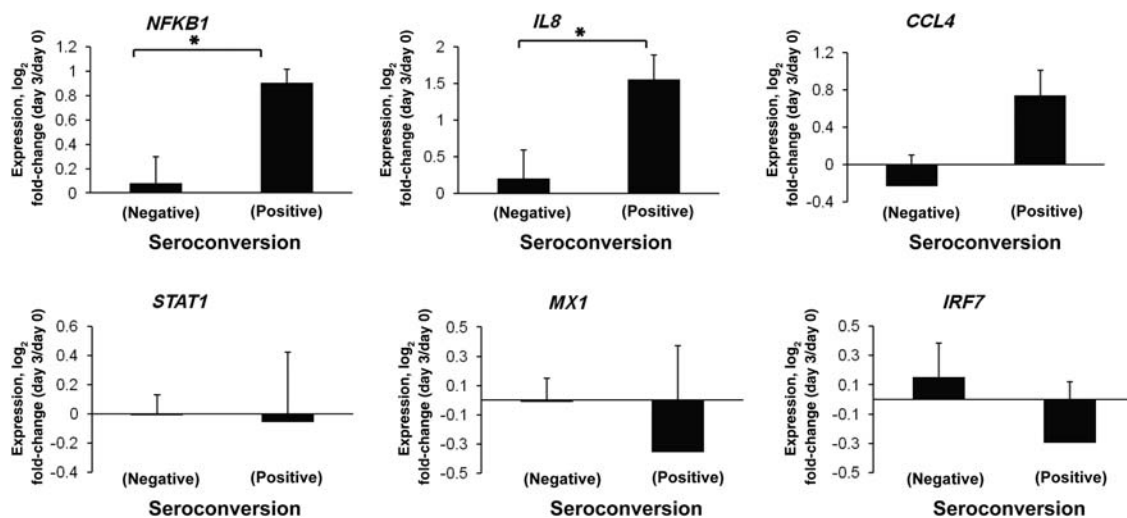 NFKB1
Expression, log2
fold-change (day 3/day 0)
1.2
1
0.8
0.6
0.4
0.2
0
*
(Negative)
(Positive)
Seroconversion
IL8
Expression, log2
fold-change (day 3/day 0)
2
1.5
1
0.5
0
*
(Negative)
(Positive)
Seroconversion
CCL4
Expression, log2
fold-change (day 3/day 0)
1.2
0.8
0.4
0
-0.4
(Negative)
(Positive)
Seroconversion
STAT1
Expression, log2
fold-change (day 3/day 0)
0.6
0.4
0.2
0
-0.2
-0.4
(Negative)
(Positive)
Seroconversion
MX1
Expression, log2
fold-change (day 3/day 0)
0.5
0.3
0.1
-0.1
-0.3
-0.5
(Negative)
(Positive)
Seroconversion
IRF7
Expression, log2
fold-change (day 3/day 0)
0.5
0.3
0.1
-0.1
-0.3
-0.5
(Negative)
(Positive)
Seroconversion